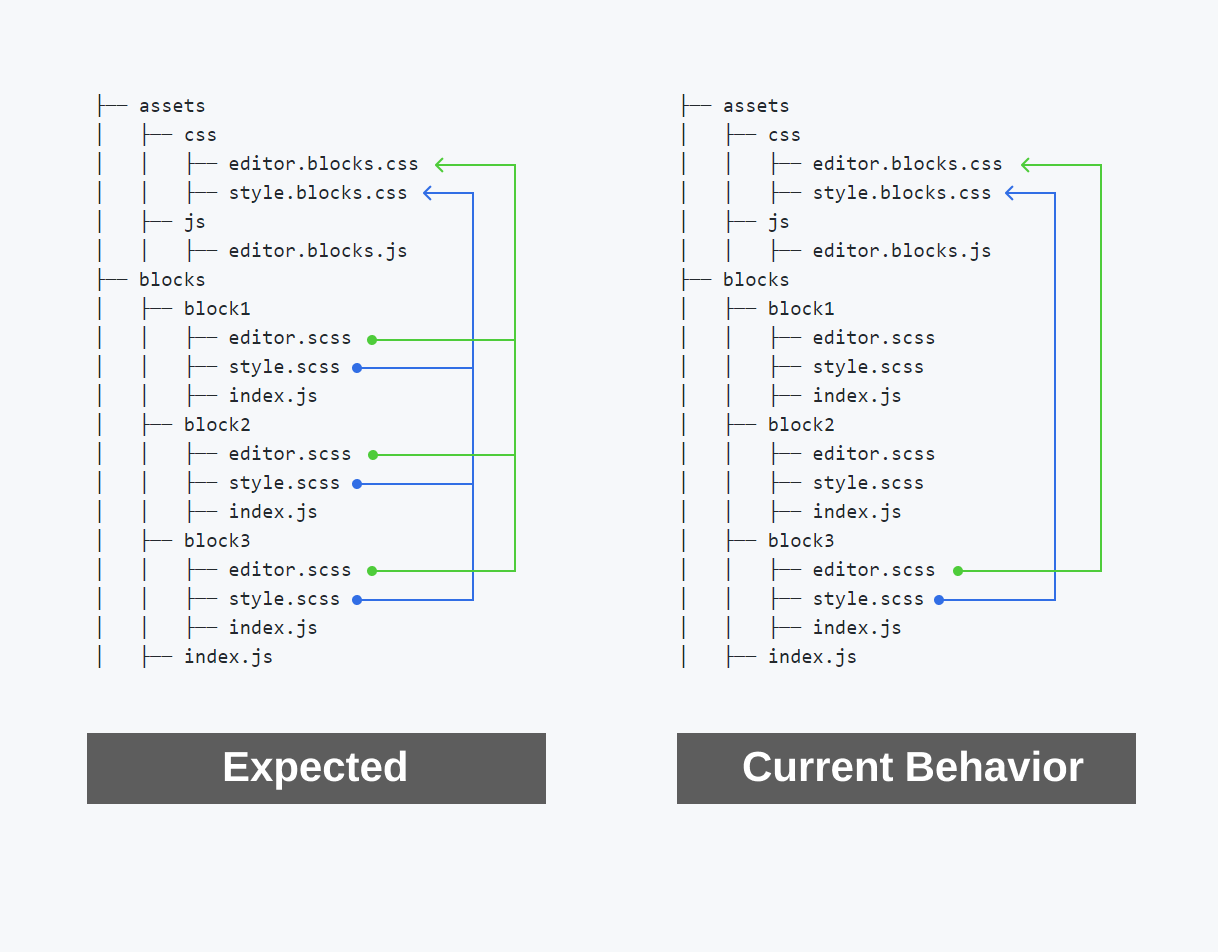 ├── assets
│   ├── css
│   │   ├── editor.blocks.css
│   │   ├── style.blocks.css
│   ├── js
│   │   ├── editor.blocks.js
├── blocks
│   ├── block1
│   │   ├── editor.scss
│   │   ├── style.scss
│   │   ├── index.js
│   ├── block2
│   │   ├── editor.scss
│   │   ├── style.scss
│   │   ├── index.js
│   ├── block3
│   │   ├── editor.scss
│   │   ├── style.scss
│   │   ├── index.js
│   ├── index.js
Expected
├── assets
│   ├── css
│   │   ├── editor.blocks.css
│   │   ├── style.blocks.css
│   ├── js
│   │   ├── editor.blocks.js
├── blocks
│   ├── block1
│   │   ├── editor.scss
│   │   ├── style.scss
│   │   ├── index.js
│   ├── block2
│   │   ├── editor.scss
│   │   ├── style.scss
│   │   ├── index.js
│   ├── block3
│   │   ├── editor.scss
│   │   ├── style.scss
│   │   ├── index.js
│   ├── index.js
Current Behavior